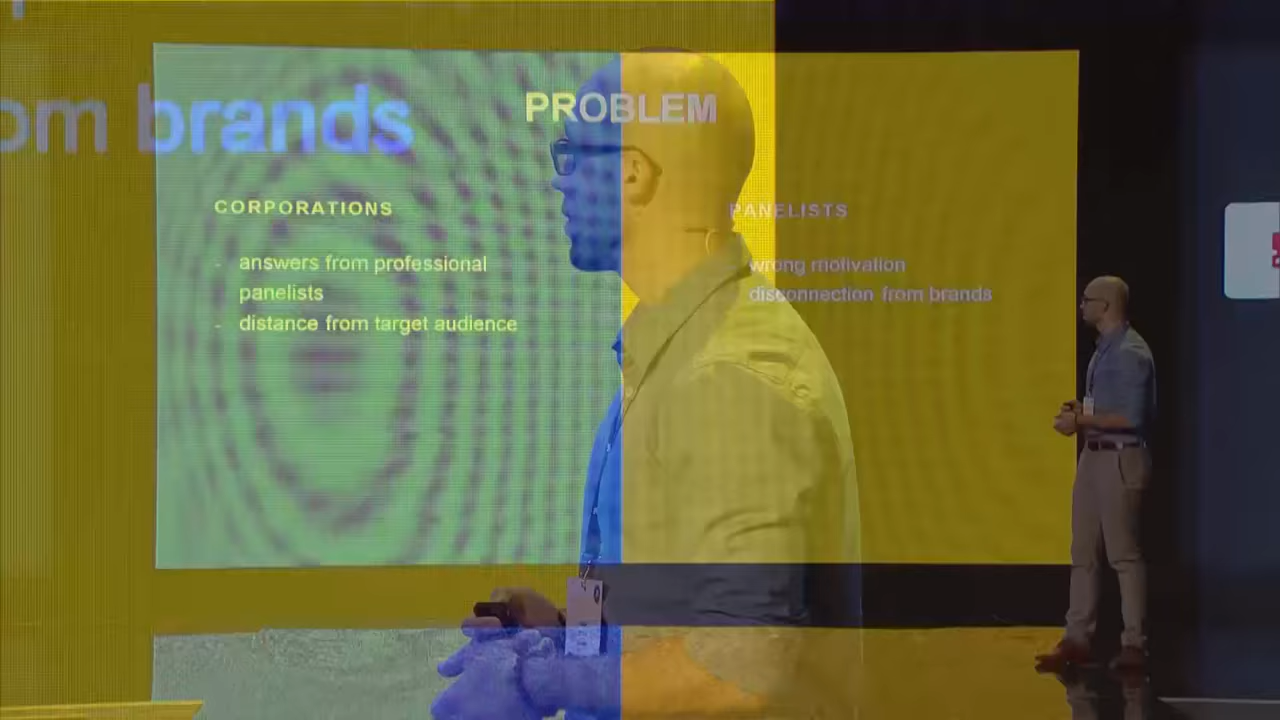 om brands
PROBLEM
CORPORATIONS
- answers from professional
panelists
- distance from target audience
PANELISTS
wrong motivation
disconnection from brands